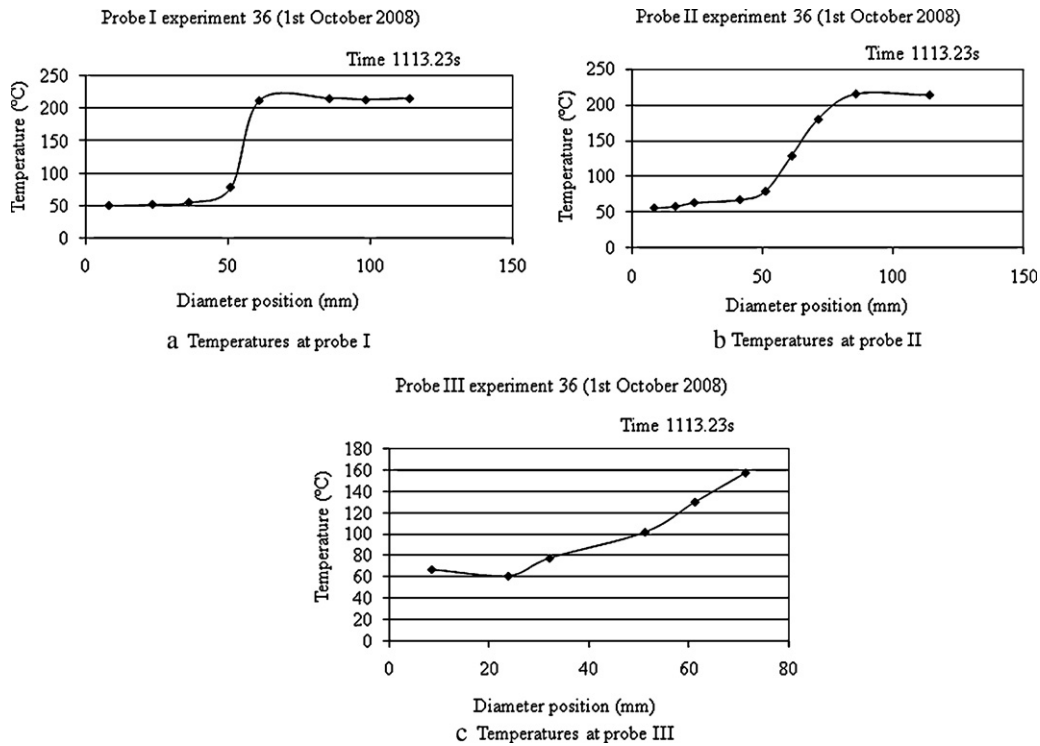 Probe I experiment 36 (1st October 2008)
Time 1113.23s
Temperature (°C)
250
200
150
100
50
0
0 50 100 150
Diameter position (mm)
a Temperatures at probe I
Probe II experiment 36 (1st October 2008)
Time 1113.23s
Temperature (°C)
250
200
150
100
50
0
0 50 100 150
Diameter position (mm)
b Temperatures at probe II
Probe III experiment 36 (1st October 2008)
Time 1113.23s
Temperature (°C)
180
160
140
120
100
80
60
40
20
0
0 20 40 60 80
Diameter position (mm)
c Temperatures at probe III